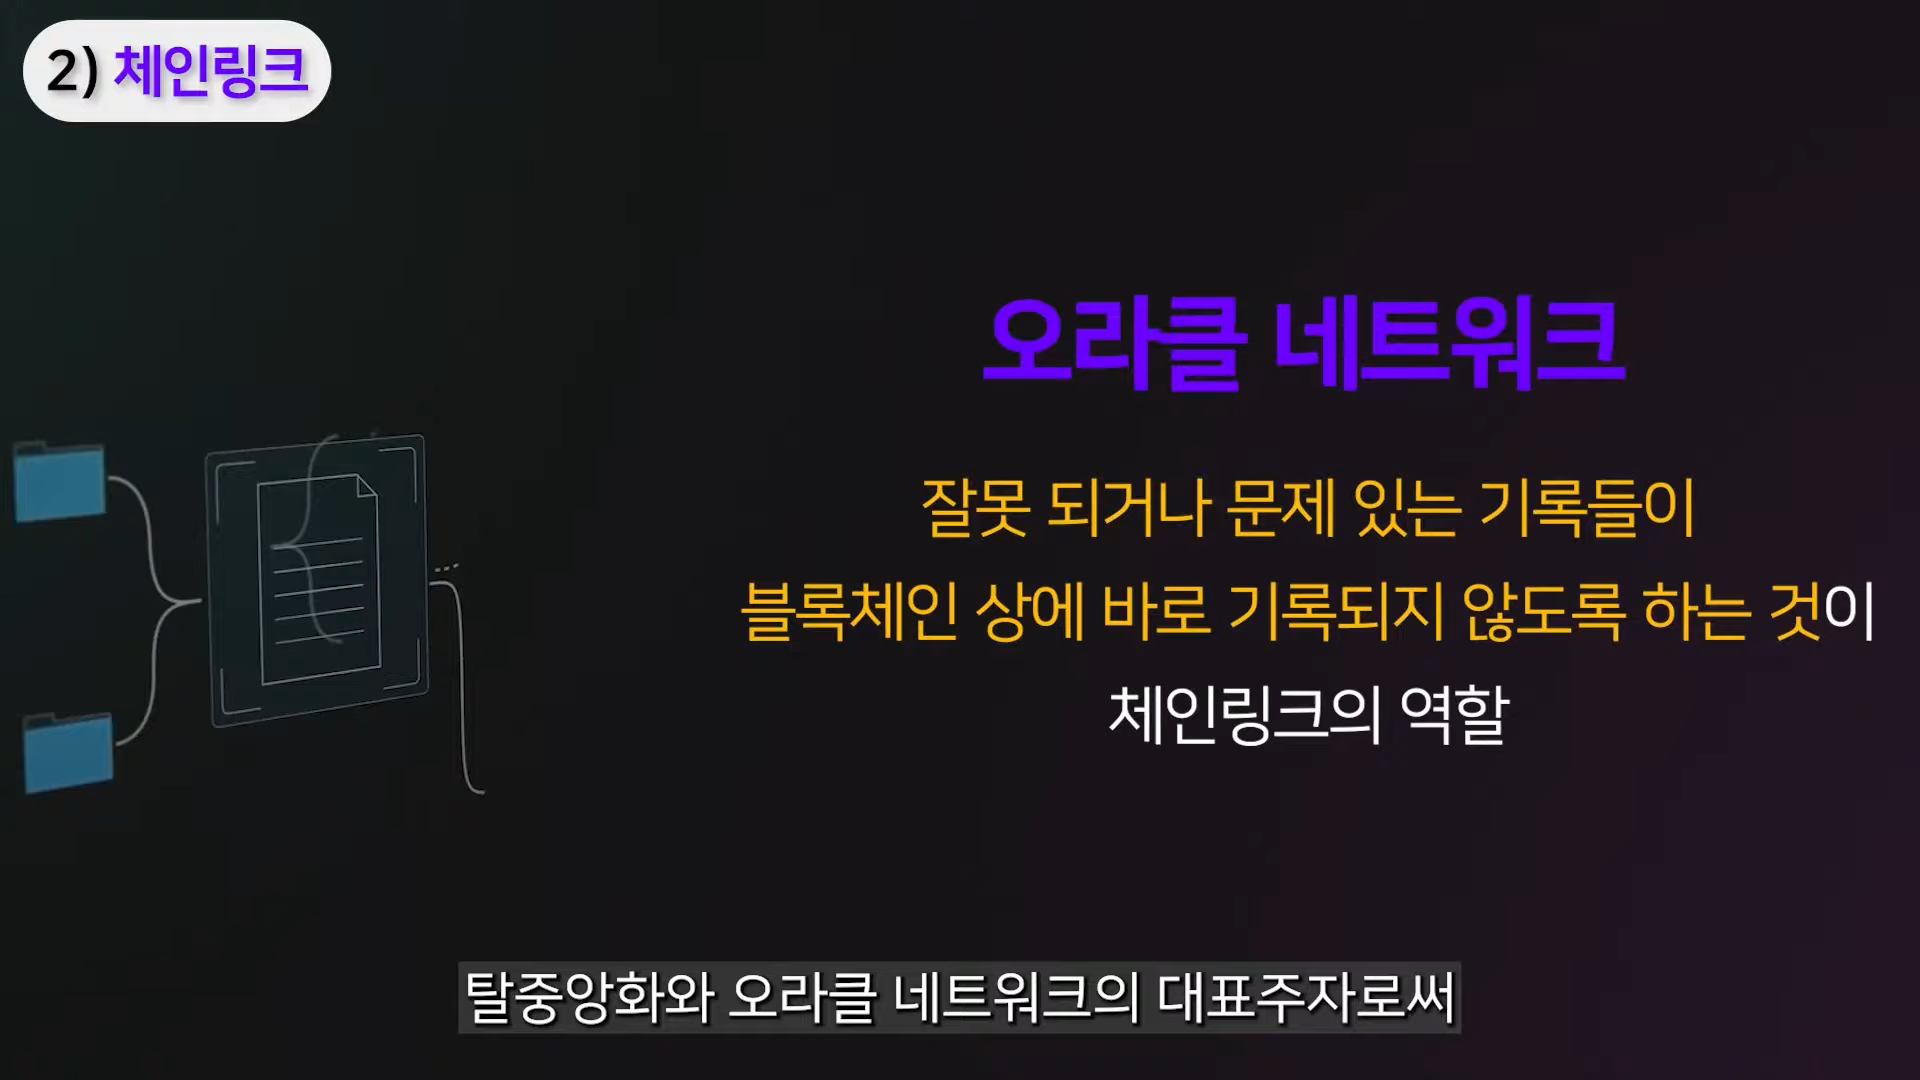 2) 체인링크
오라클 네트워크
잘못 되거나 문제 있는 기록들이
블록체인 상에 바로 기록되지 않도록 하는 것이
체인링크의 역할
탈중앙화와 오라클 네트워크의 대표주자로써